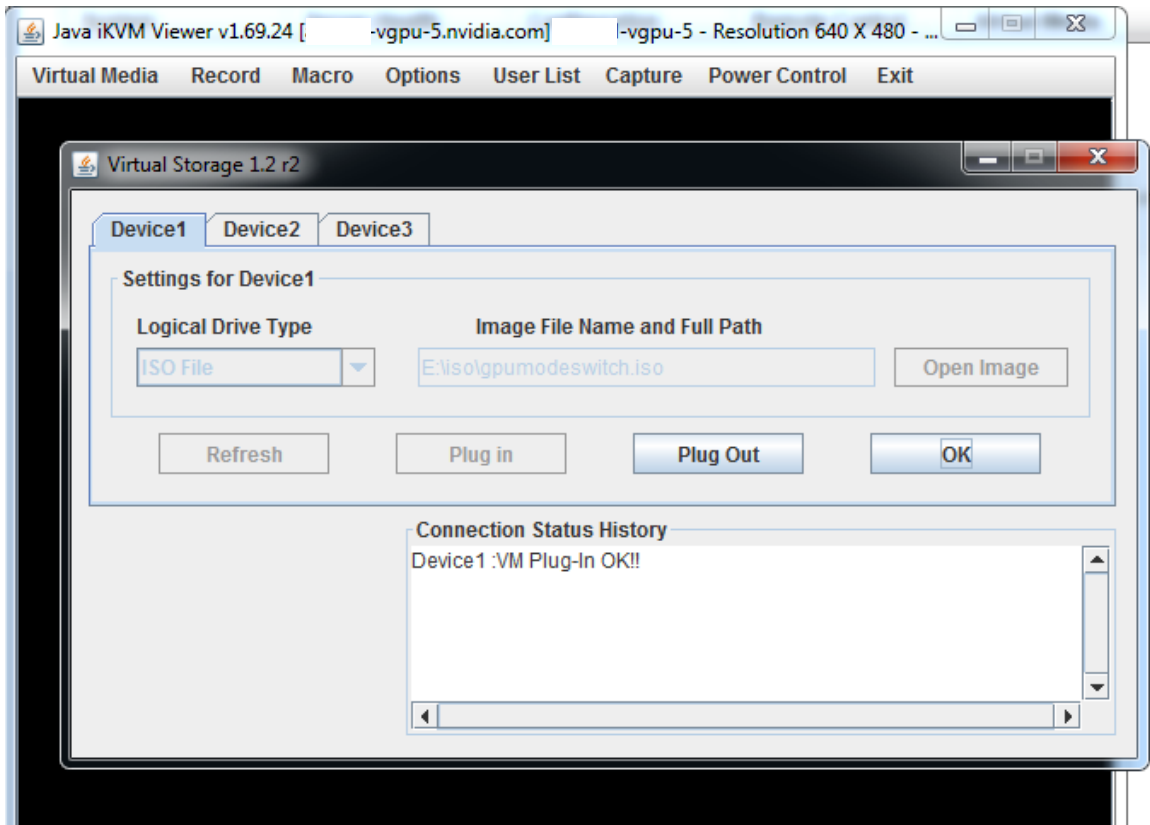 Java iKVM Viewer v1.69.24 [ -vgpu-5.nvidia.com] -vgpu-5 - Resolution 640 X 480 - ...
Virtual Media Record Macro Options User List Capture Power Control Exit
Virtual Storage 1.2 r2
Device1 Device2 Device3
Settings for Device1
Logical Drive Type Image File Name and Full Path
ISO File E:\iso\gpumodeswitch.iso Open Image
Refresh Plug in Plug Out OK
Connection Status History
Device1 :VM Plug-In OK!!